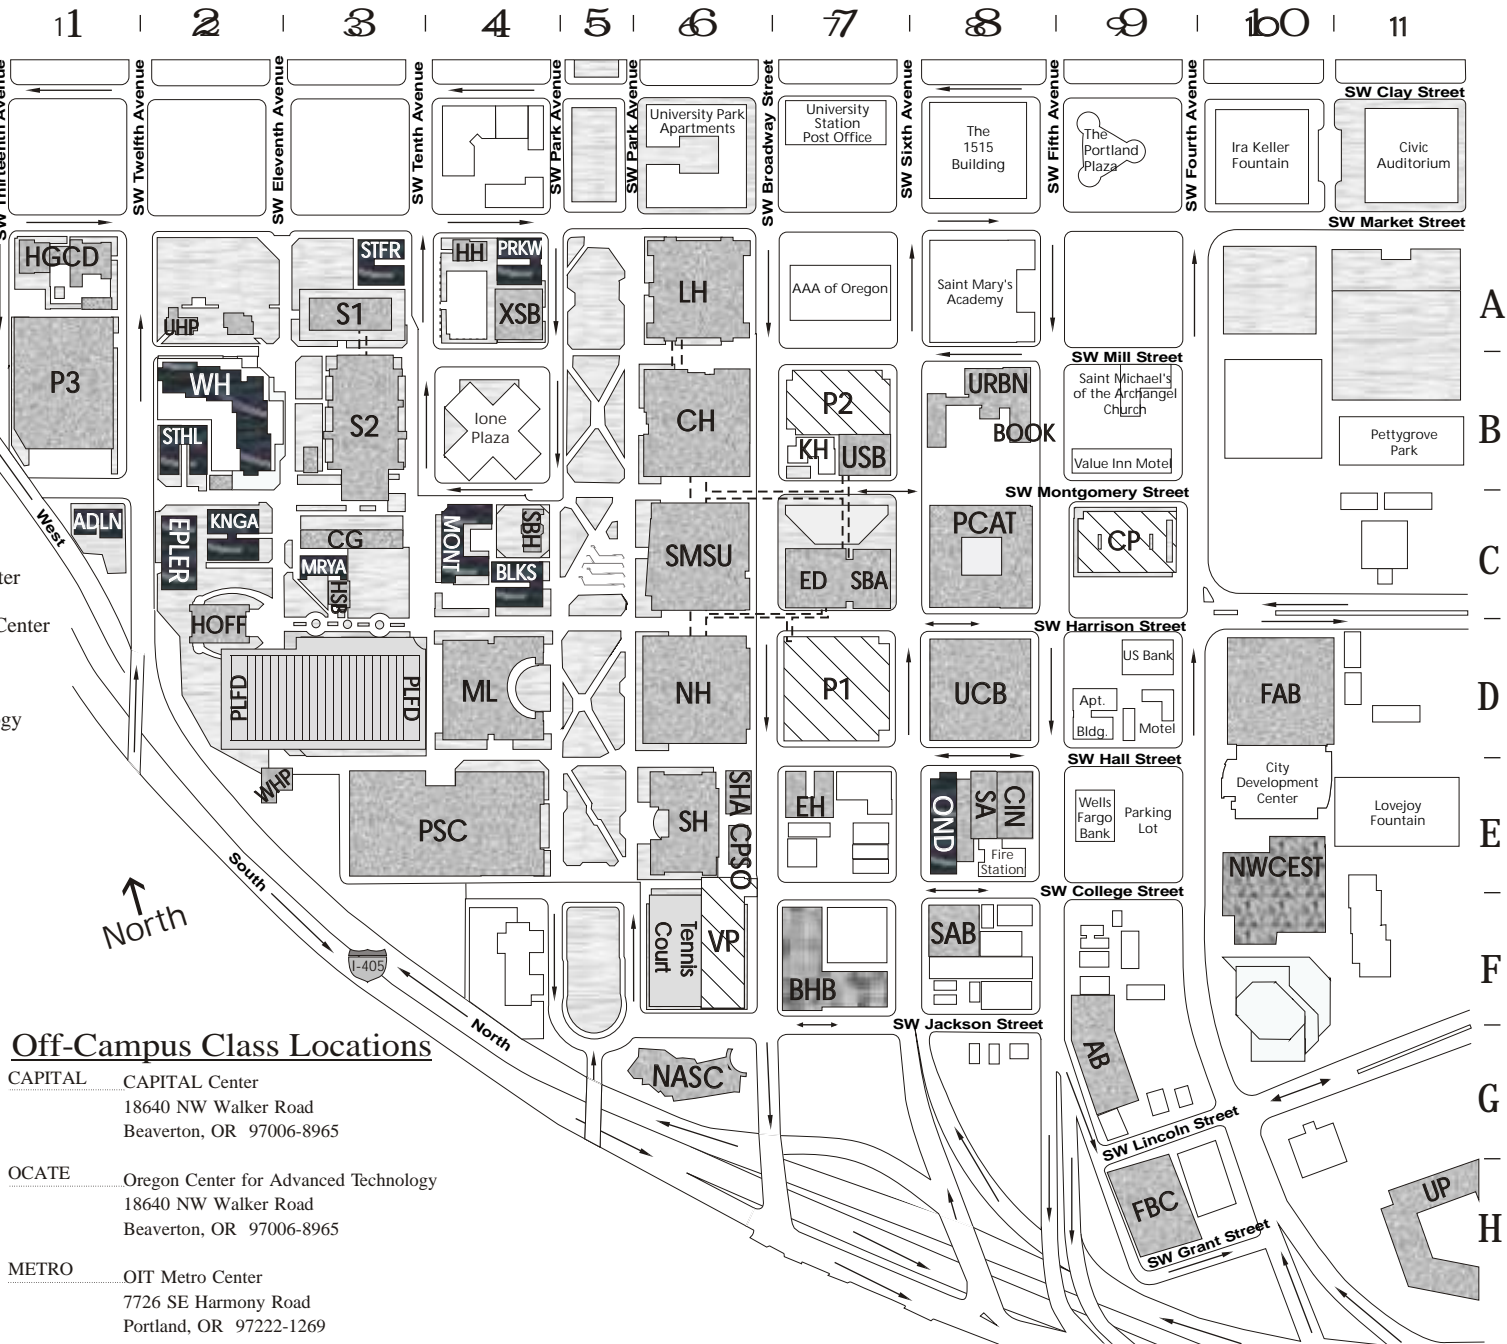 1 2 3 4 5 6 7 8 9 10 11
SW Thirteenth Avenue
SW Twelfth Avenue
SW Eleventh Avenue
SW Tenth Avenue
SW Park Avenue
SW Park Avenue
SW Broadway Street
SW Sixth Avenue
SW Fifth Avenue
SW Fourth Avenue
SW Clay Street
University Park
Apartments
University
Station
Post Office
The
1515
Building
The
Portland
Plaza
Ira Keller
Fountain
Civic
Auditorium
SW Market Street
HGCD
STFR
HH
PRKW
LH
AAA of Oregon
Saint Mary's
Academy
A
UHP
S1
XSB
SW Mill Street
P3
WH
S2
Ione
Plaza
CH
P2
URBN
BOOK
Saint Michael's
of the Archangel
Church
STHL
KH
USB
Value Inn Motel
Pettygrove
Park
B
SW Montgomery Street
West
ADLN
EPLER
KNGA
CG
MONT
SBH
SMSU
PCAT
CP
MRYA
HSB
BLKS
ED
SBA
C
ter
Center
HOFF
SW Harrison Street
PLFD
PLFD
ML
NH
P1
UCB
US Bank
Apt.
Bldg.
Motel
FAB
D
gy
SW Hall Street
WHP
PSC
SH
SHA
CPSO
EH
OND
SA
CIN
Fire
Station
Wells
Fargo
Bank
Parking
Lot
City
Development
Center
Lovejoy
Fountain
E
NWCEST
South
SW College Street
North
I-405
Tennis
Court
VP
BHB
SAB
F
North
SW Jackson Street
NASC
AB
G
SW Lincoln Street
FBC
SW Grant Street
UP
H
Off-Campus Class Locations
CAPITAL CAPITAL Center
18640 NW Walker Road
Beaverton, OR 97006-8965
OCATE Oregon Center for Advanced Technology
18640 NW Walker Road
Beaverton, OR 97006-8965
METRO OIT Metro Center
7726 SE Harmony Road
Portland, OR 97222-1269